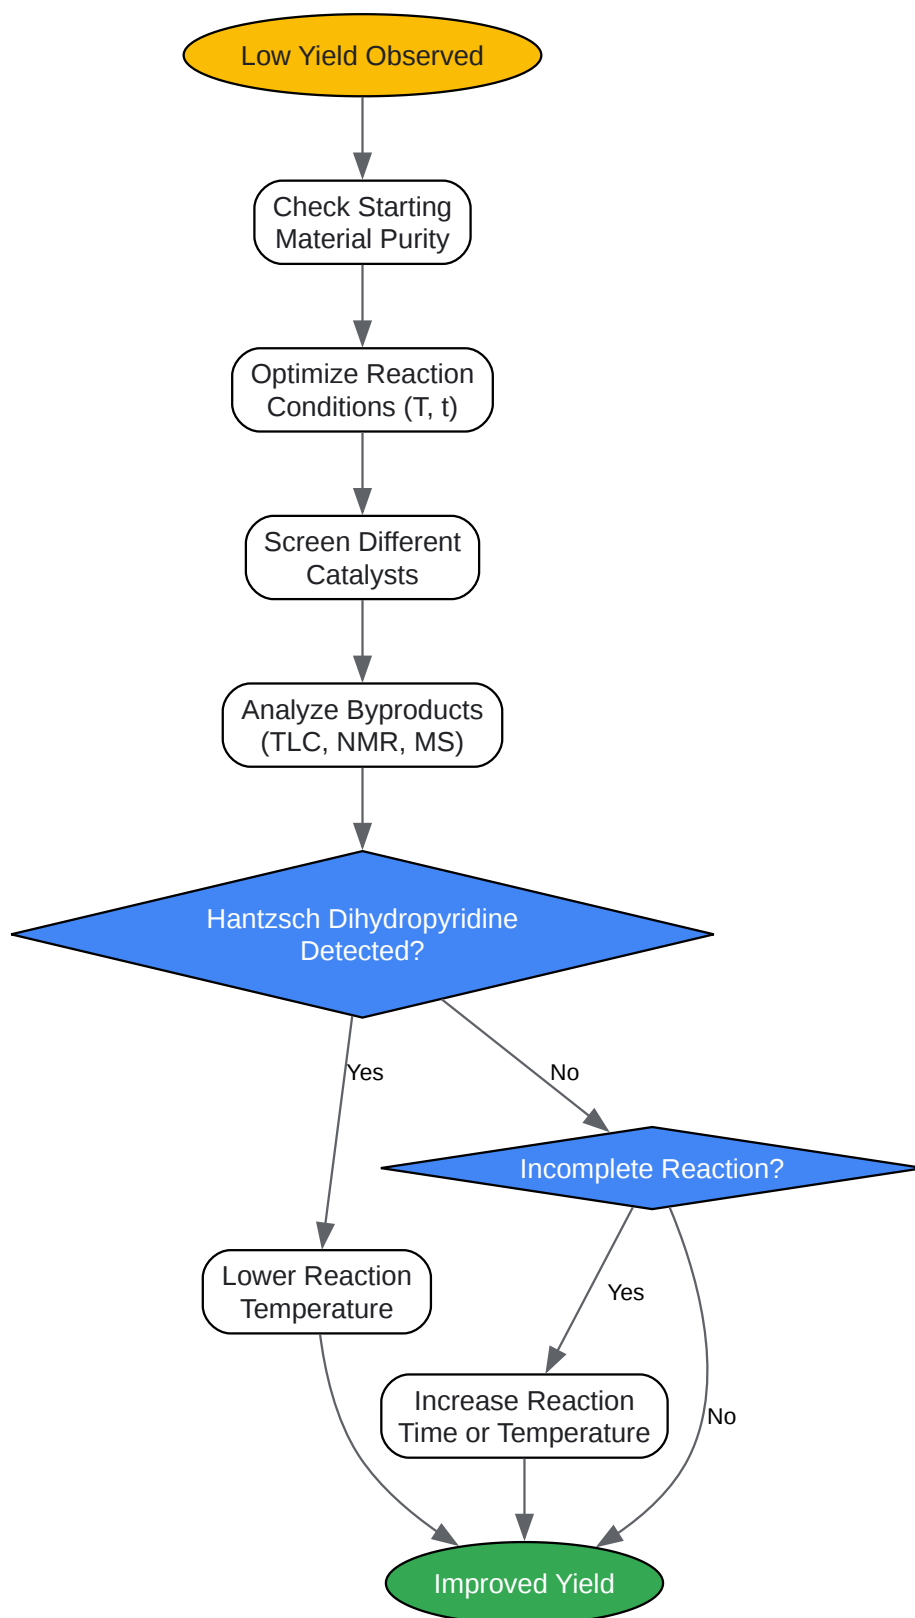 Low Yield Observed
Check Starting
Material Purity
Optimize Reaction
Conditions (T, t)
Screen Different
Catalysts
Analyze Byproducts
(TLC, NMR, MS)
Hantzsch Dihydropyridine
Detected?
Yes
No
Incomplete Reaction?
Lower Reaction
Temperature
Yes
Increase Reaction
Time or Temperature
No
Improved Yield